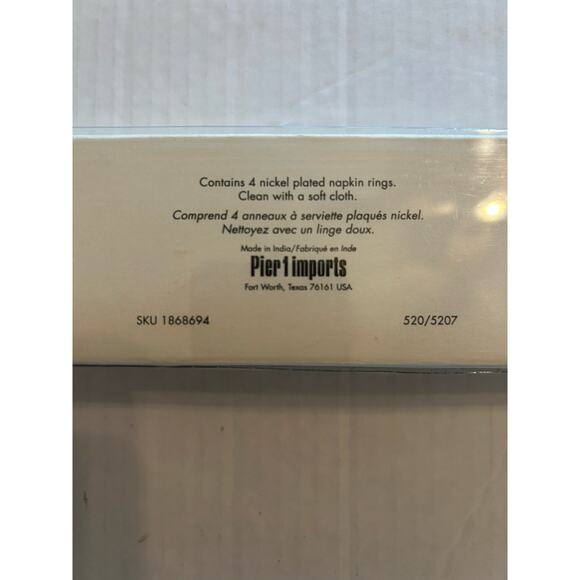 Contains 4 nickel plated napkin rings.
Clean with a soft cloth.
Comprend 4 anneaux à serviette plaqués nickel.
Nettoyez avec un linge doux.
Made in India/Fabriqué en Inde
Pier 1 imports
Fort Worth, Texas 76161 USA
SKU 1868694 520/5207